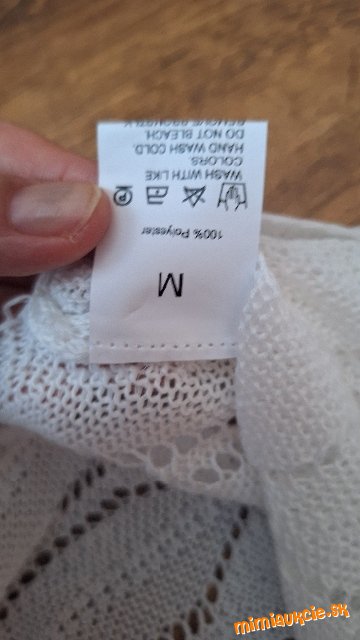 M
100% Polyester
WASH WITH LIKE
COLORS.
HAND WASH COLD.
DO NOT BLEACH.
mimiaukcie.sk